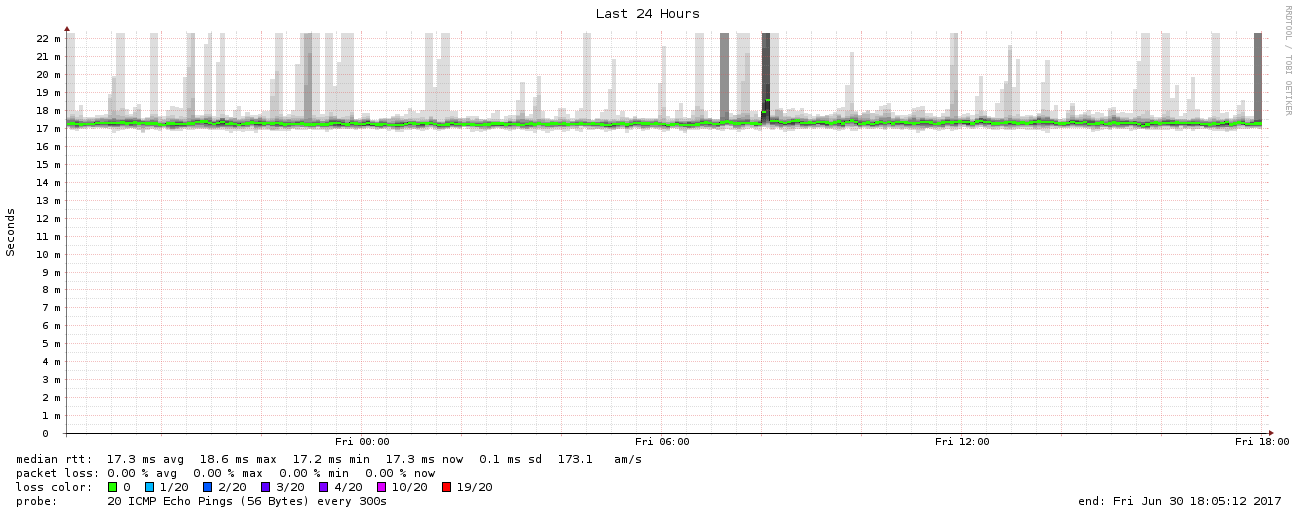 Last 24 Hours
RRDTOOL / TOBI OETIKER
Seconds
22 m
21 m
20 m
19 m
18 m
17 m
16 m
15 m
14 m
13 m
12 m
11 m
10 m
9 m
8 m
7 m
6 m
5 m
4 m
3 m
2 m
1 m
0
Fri 00:00 Fri 06:00 Fri 12:00 Fri 18:00
median rtt: 17.3 ms avg 18.6 ms max 17.2 ms min 17.3 ms now 0.1 ms sd 173.1 am/s
packet loss: 0.00 % avg 0.00 % max 0.00 % min 0.00 % now
loss color: 0 1/20 2/20 3/20 4/20 10/20 19/20
probe: 20 ICMP Echo Pings (56 Bytes) every 300s end: Fri Jun 30 18:05:12 2017